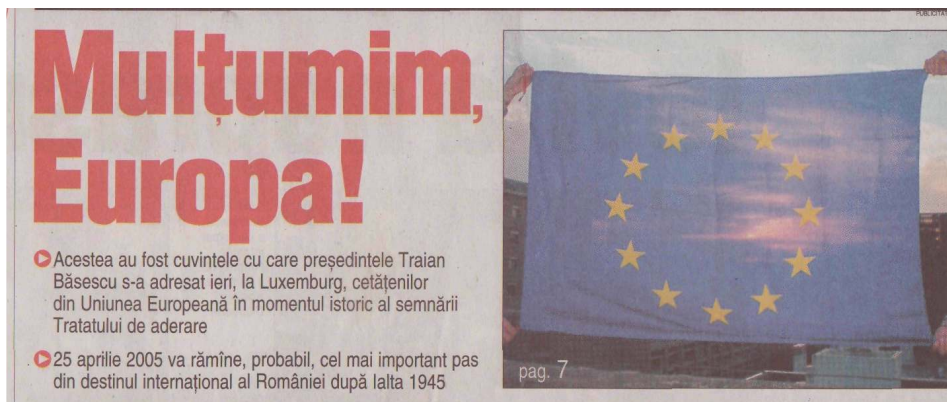 PUBLICITATE
Mulțumim,
Europa!
Acestea au fost cuvintele cu care președintele Traian
Băsescu s-a adresat ieri, la Luxemburg, cetățenilor
din Uniunea Europeană în momentul istoric al semnării
Tratatului de aderare
25 aprilie 2005 va rămîne, probabil, cel mai important pas
din destinul internațional al României după Ialta 1945
pag. 7